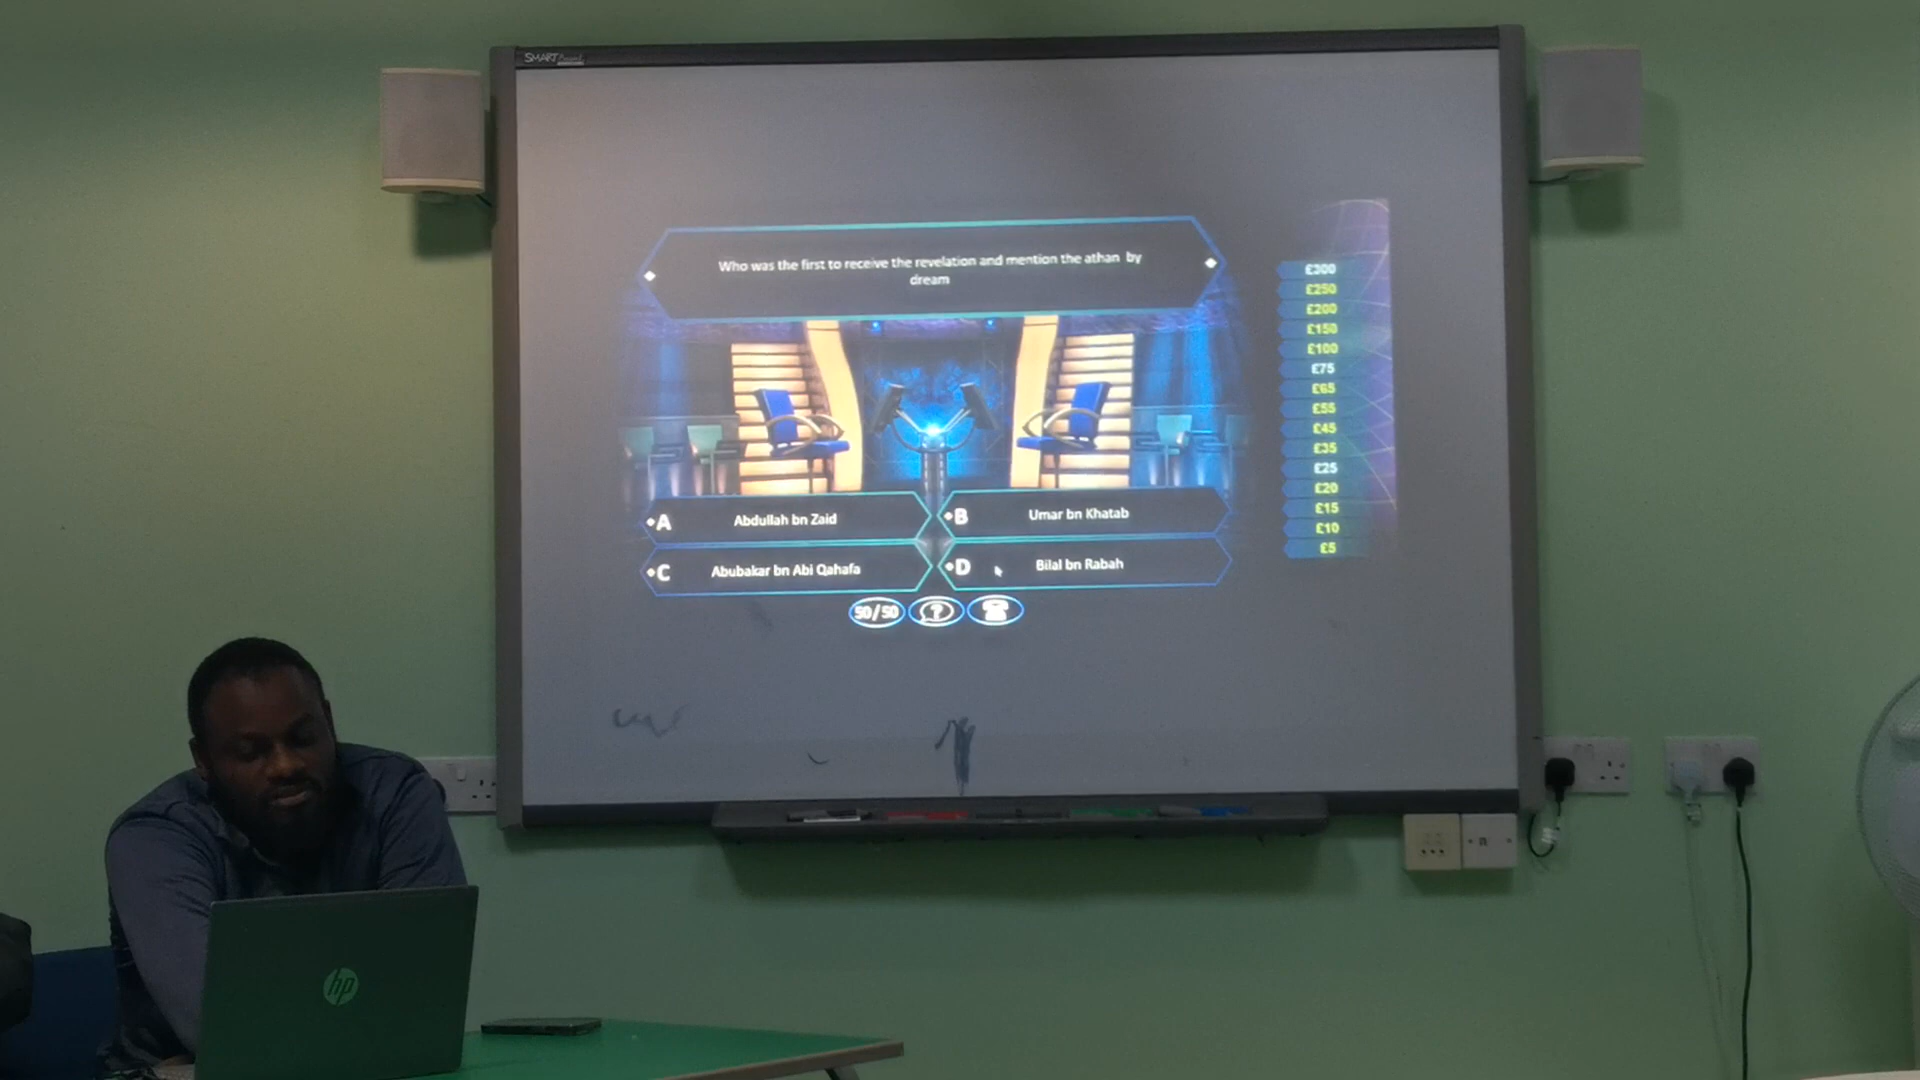 SMART
Who was the first to receive the revelation and mention the athan by
dream
£300
£250
£200
£150
£100
£75
£65
£55
£45
£35
£25
£20
£15
£10
£5
A Abdullah bn Zaid
B Umar bn Khatab
C Abubakar bn Abi Qahafa
D Bilal bn Rabah
50/50
?
hp